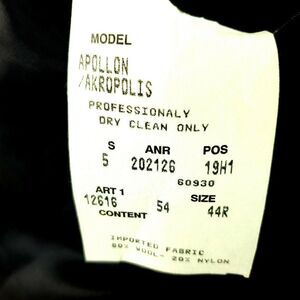 MODEL
APOLLON
/AKROPOLIS
PROFESSIONALY
DRY CLEAN ONLY
S ANR POS
5 202126 19H1
60930
ART 1 SIZE
12616 54 44R
CONTENT
IMPORTED FABRIC
80% WOOL- 20% NYLON